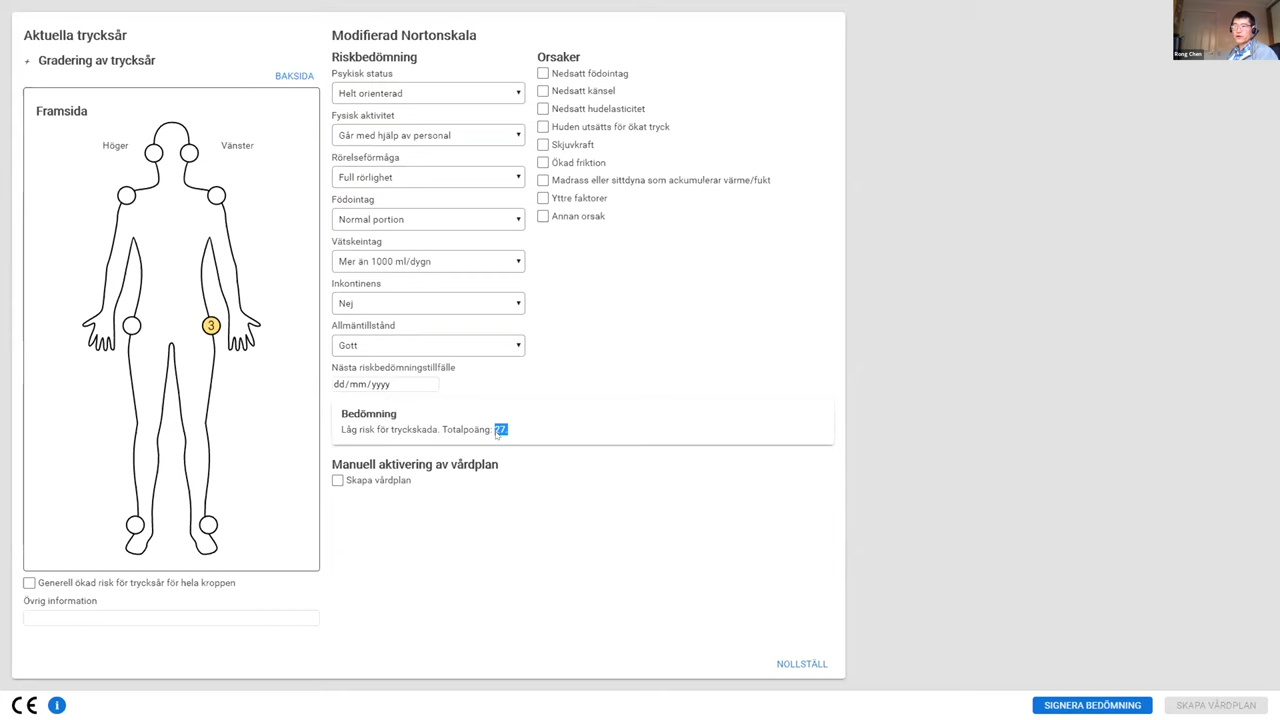 Aktuella trycksår
Gradering av trycksår
BAKSIDA
Framsida
Höger
Vänster
3
Generell ökad risk för trycksår för hela kroppen
Övrig information
Modifierad Nortonskala
Riskbedömning
Psykisk status
Helt orienterad
Fysisk aktivitet
Går med hjälp av personal
Rörelseförmåga
Full rörlighet
Födointag
Normal portion
Vätskeintag
Mer än 1000 ml/dygn
Inkontinens
Nej
Allmäntillstånd
Gott
Nästa riskbedömningstillfälle
dd/mm/yyyy
Orsaker
Nedsatt födointag
Nedsatt känsel
Nedsatt hudelasticitet
Huden utsätts för ökat tryck
Skjuvkraft
Ökad friktion
Madrass eller sittdyna som ackumulerar värme/fukt
Yttre faktorer
Annan orsak
Bedömning
Låg risk för tryckskada. Totalpoäng: 27
Manuell aktivering av vårdplan
Skapa vårdplan
NOLLSTÄLL
CE
i
SIGNERA BEDÖMNING
SKAPA VÅRDPLAN
Rong Chen